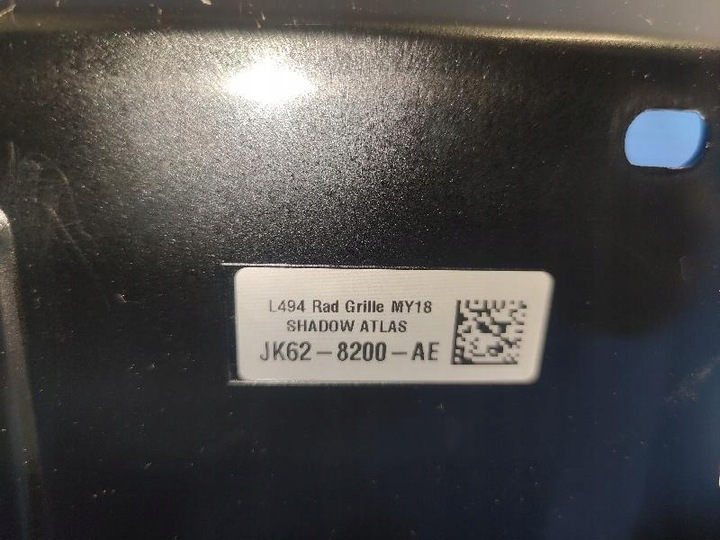 L494 Rad Grille MY18
SHADOW ATLAS
JK62-8200-AE